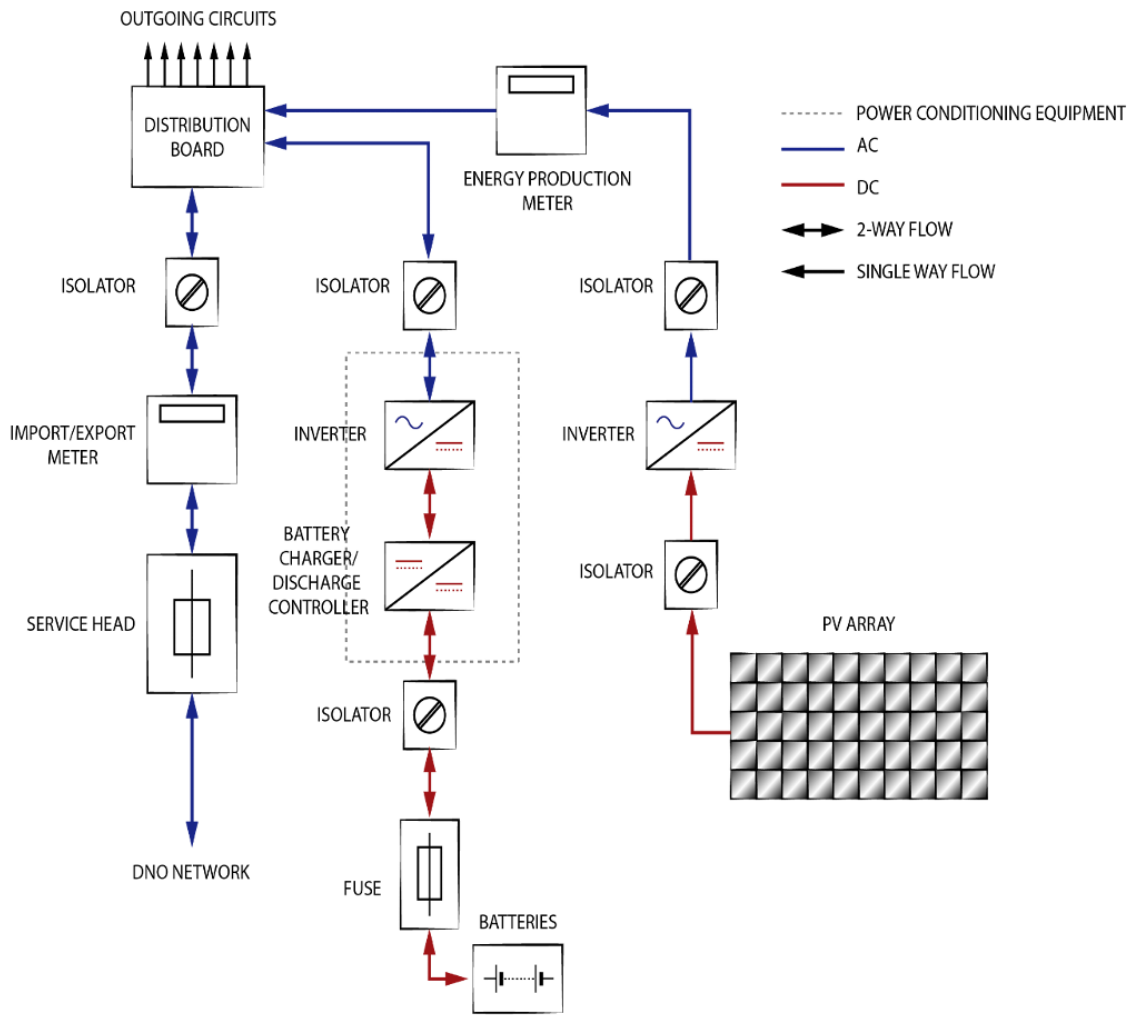 OUTGOING CIRCUITS
DISTRIBUTION
BOARD
ENERGY PRODUCTION
METER
POWER CONDITIONING EQUIPMENT
AC
DC
2-WAY FLOW
SINGLE WAY FLOW
ISOLATOR
ISOLATOR
ISOLATOR
IMPORT/EXPORT
METER
INVERTER
INVERTER
BATTERY
CHARGER/
DISCHARGE
CONTROLLER
ISOLATOR
SERVICE HEAD
PV ARRAY
ISOLATOR
DNO NETWORK
FUSE
BATTERIES